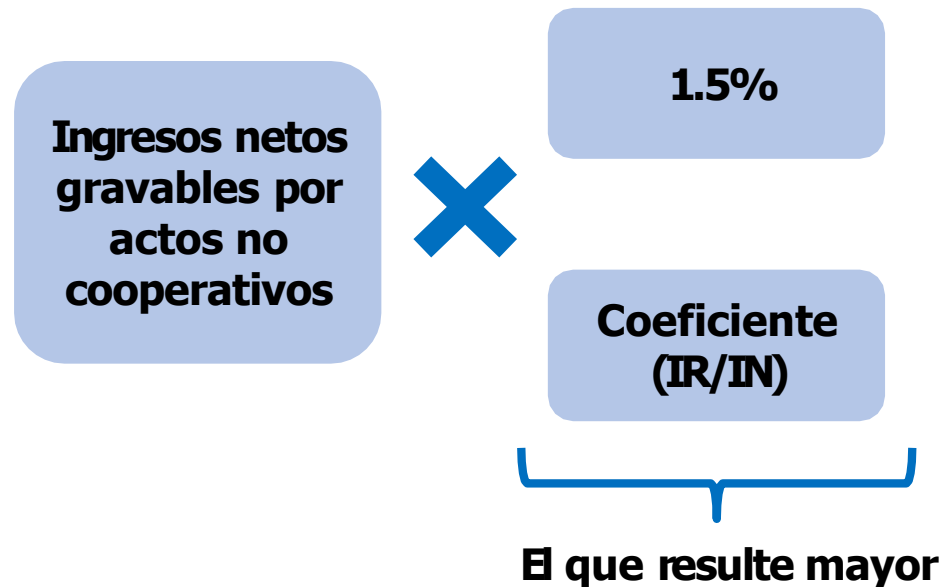 Ingresos netos
gravables por
actos no
cooperativos
1.5%
Coeficiente
(IR/IN)
El que resulte mayor